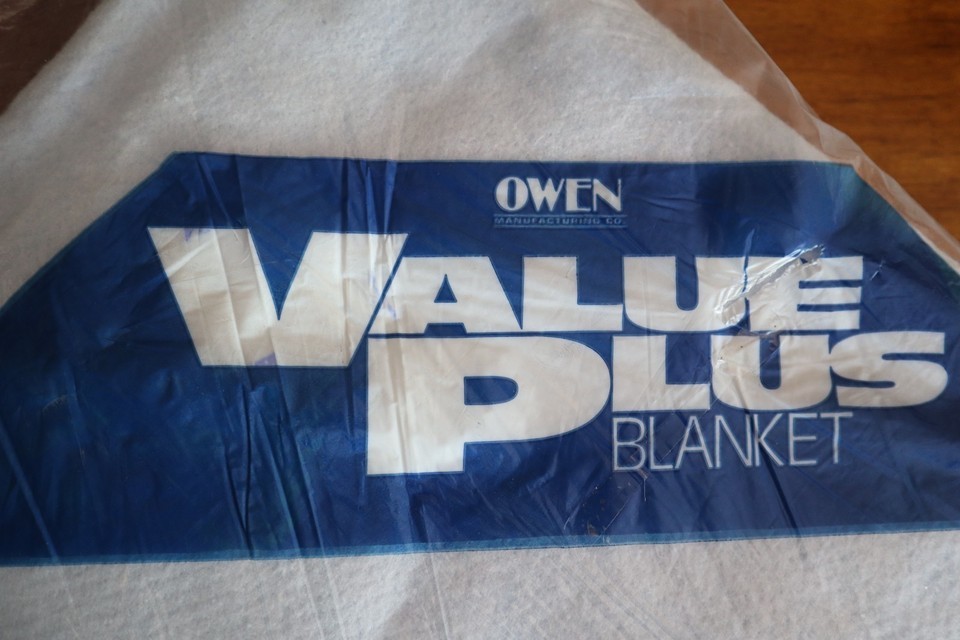 OWEN
MANUFACTURING CO.
VALUE
PLUS
BLANKET